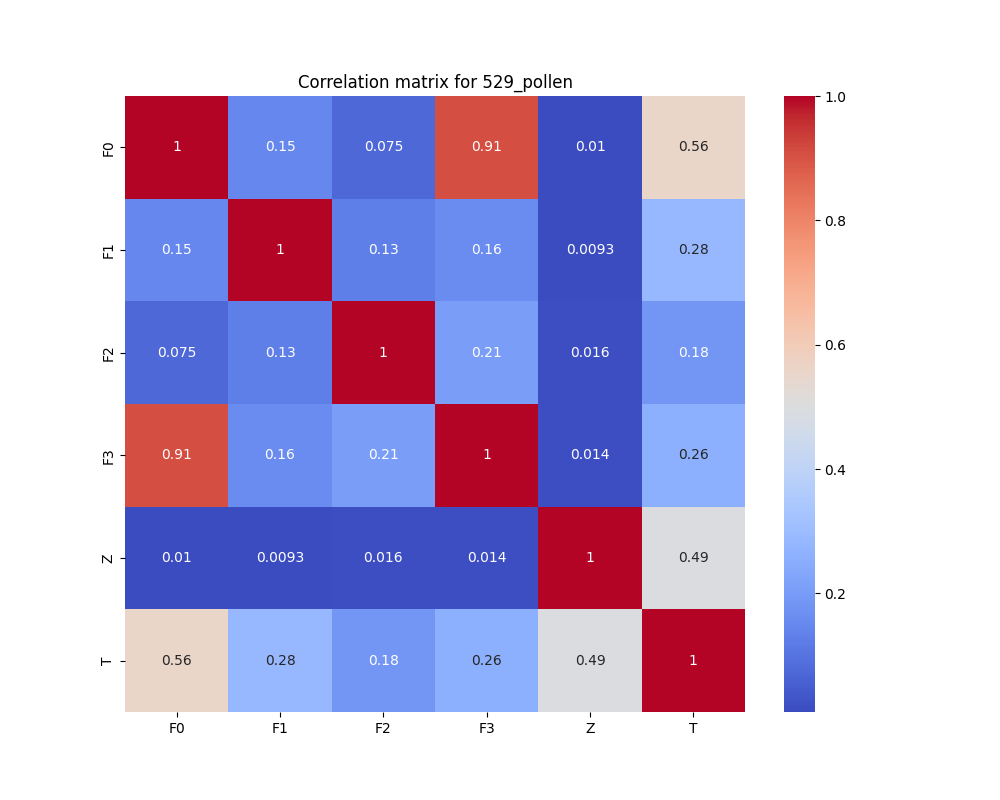 Correlation matrix for 529_pollen
F0 1 0.15 0.075 0.91 0.01 0.56
F1 0.15 1 0.13 0.16 0.0093 0.28
F2 0.075 0.13 1 0.21 0.016 0.18
F3 0.91 0.16 0.21 1 0.014 0.26
Z 0.01 0.0093 0.016 0.014 1 0.49
T 0.56 0.28 0.18 0.26 0.49 1
F0 F1 F2 F3 Z T
1.0
0.8
0.6
0.4
0.2